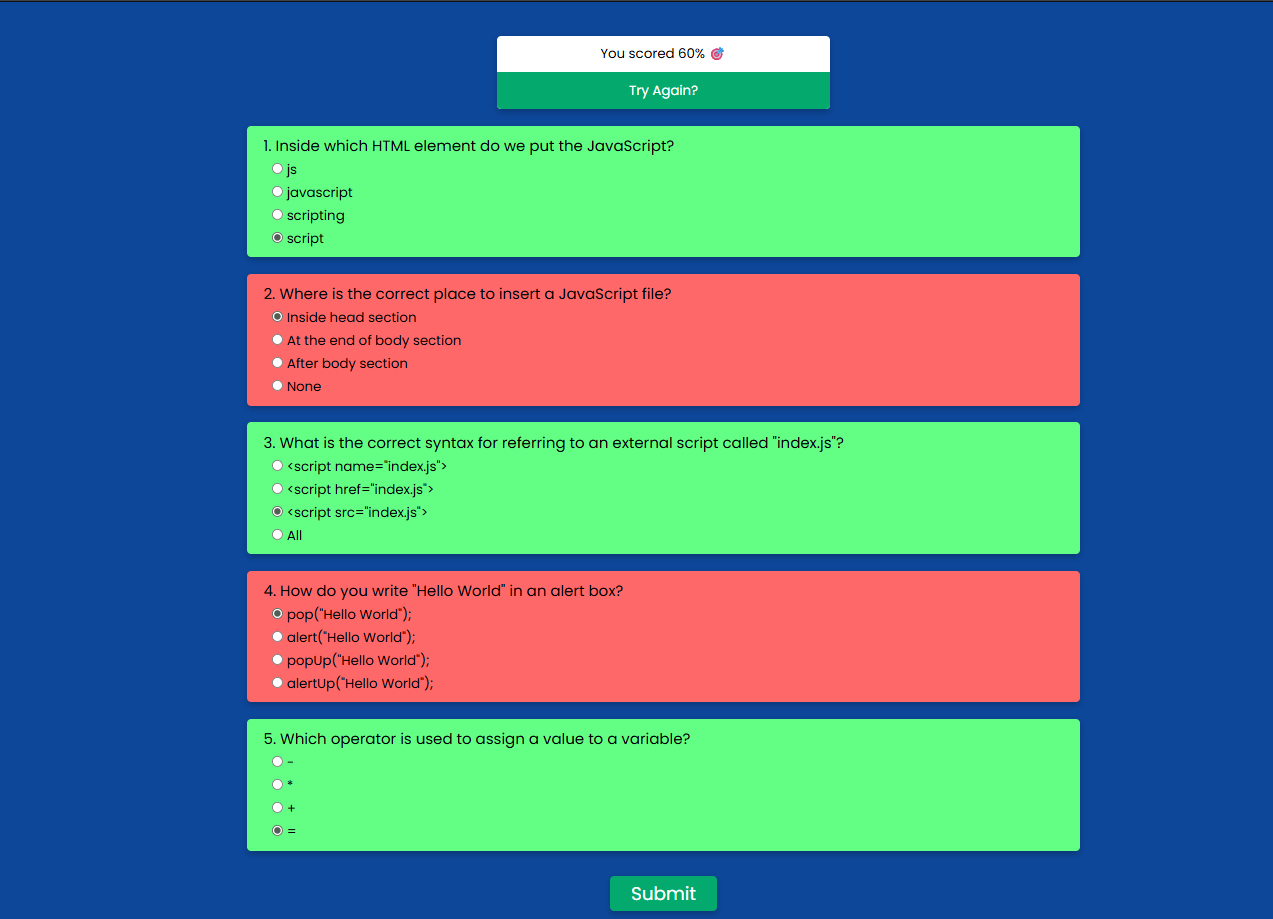 You scored 60% 🎯
Try Again?
1. Inside which HTML element do we put the JavaScript?
js
javascript
scripting
script
2. Where is the correct place to insert a JavaScript file?
Inside head section
At the end of body section
After body section
None
3. What is the correct syntax for referring to an external script called "index.js"?
<script name="index.js">
<script href="index.js">
<script src="index.js">
All
4. How do you write "Hello World" in an alert box?
pop("Hello World");
alert("Hello World");
popUp("Hello World");
alertUp("Hello World");
5. Which operator is used to assign a value to a variable?
-
*
+
=
Submit